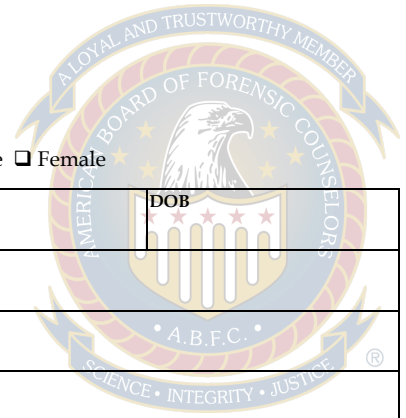 A LOYAL AND TRUSTWORTHY MEMBER
AMERICAN BOARD OF FORENSIC COUNSELORS
e ❑ Female
DOB
• A.B.F.C. •
®
SCIENCE • INTEGRITY • JUSTICE